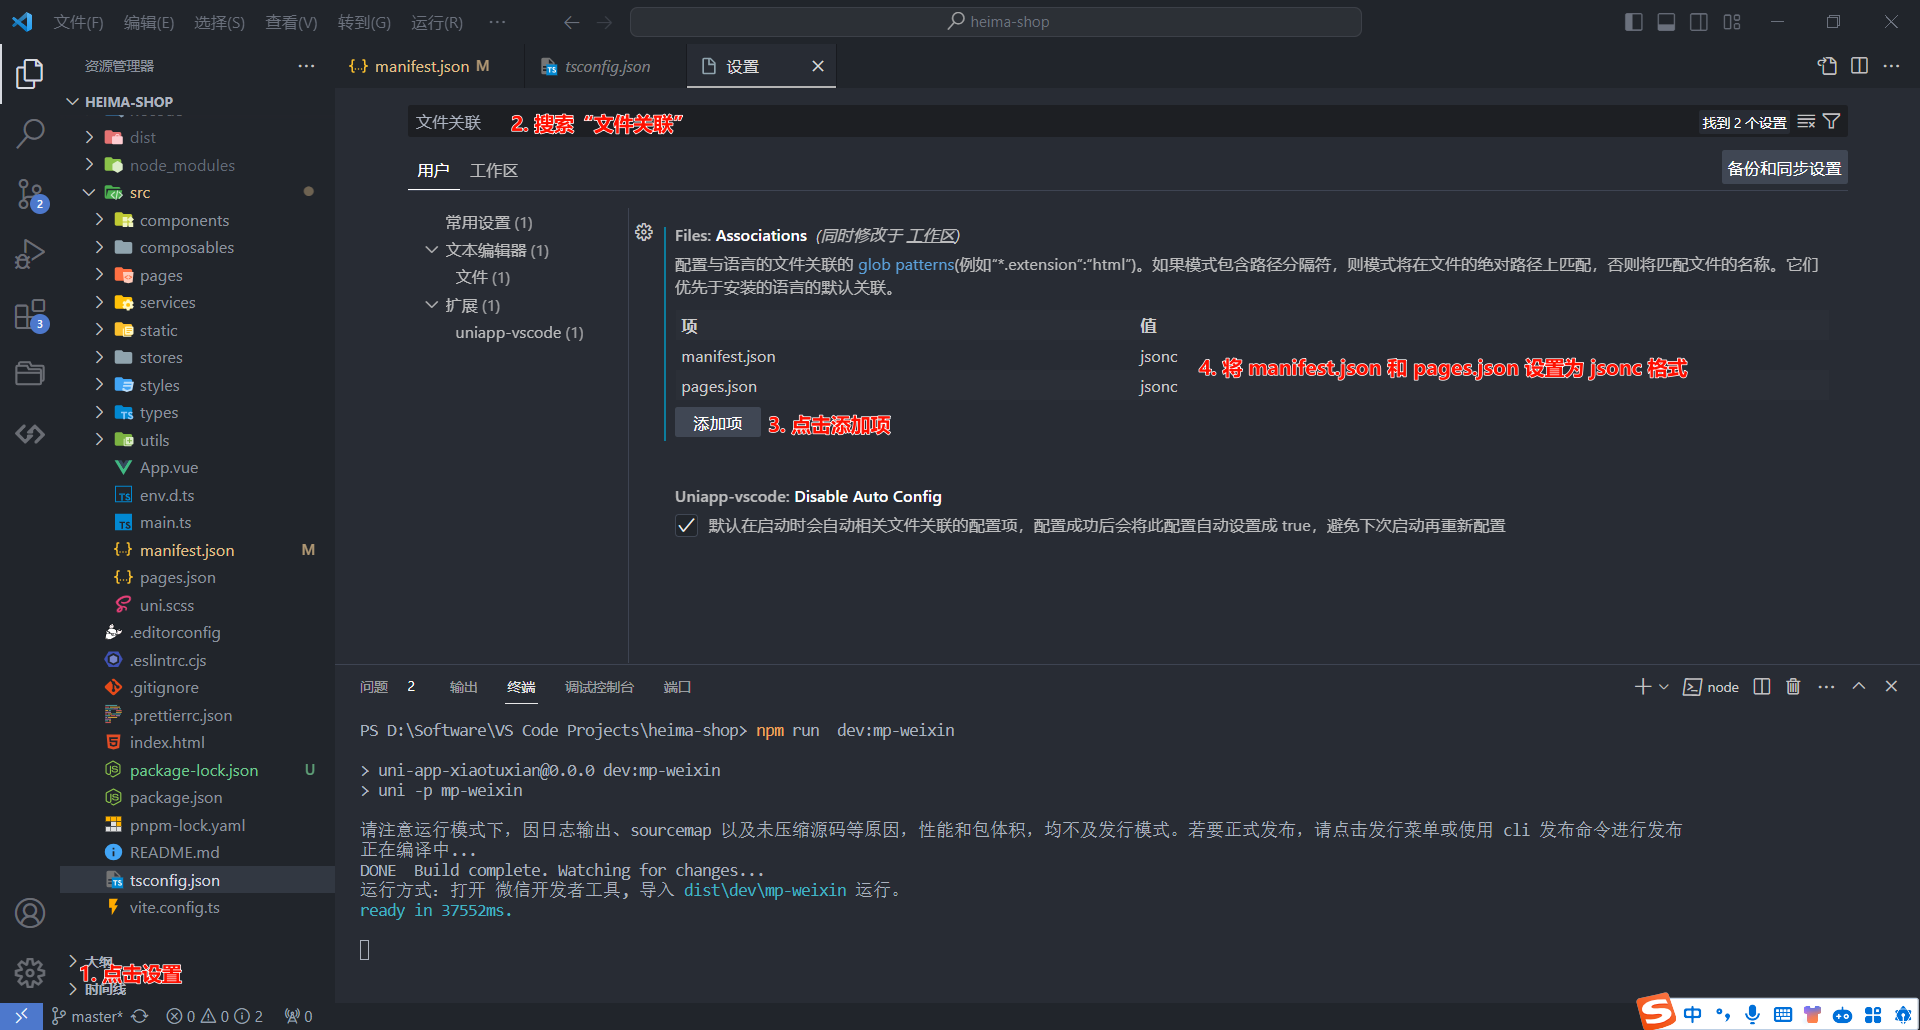 文件(F) 编辑(E) 选择(S) 查看(V) 转到(G) 运行(R) ··· heima-shop
资源管理器
manifest.json M tsconfig.json 设置
HEIMA-SHOP
dist
node_modules
src
components
composables
pages
services
static
stores
styles
types
utils
App.vue
env.d.ts
main.ts
manifest.json M
pages.json
uni.scss
.editorconfig
.eslintrc.cjs
.gitignore
.prettierrc.json
index.html
package-lock.json U
package.json
pnpm-lock.yaml
README.md
tsconfig.json
vite.config.ts
大纲
1. 点击设置
时间线
2
3
文件关联 2. 搜索“文件关联” 找到 2 个设置
用户 工作区 备份和同步设置
常用设置 (1)
文本编辑器 (1)
文件 (1)
扩展 (1)
uniapp-vscode (1)
Files: Associations (同时修改于 工作区)
配置与语言的文件关联的 glob patterns(例如"*.extension":"html")。如果模式包含路径分隔符，则模式将在文件的绝对路径上匹配，否则将匹配文件的名称。它们
优先于安装的语言的默认关联。
项 值
manifest.json jsonc
4. 将 manifest.json 和 pages.json 设置为 jsonc 格式
pages.json jsonc
添加项 3. 点击添加项
Uniapp-vscode: Disable Auto Config
默认在启动时会自动相关文件关联的配置项，配置成功后会将此配置自动设置成 true，避免下次启动再重新配置
问题 2 输出 终端 调试控制台 端口 node
PS D:\Software\VS Code Projects\heima-shop> npm run  dev:mp-weixin
> uni-app-xiaotuxian@0.0.0 dev:mp-weixin
> uni -p mp-weixin
请注意运行模式下，因日志输出、sourcemap 以及未压缩源码等原因，性能和包体积，均不及发行模式。若要正式发布，请点击发行菜单或使用 cli 发布命令进行发布
正在编译中...
DONE  Build complete. Watching for changes...
运行方式：打开 微信开发者工具, 导入 dist\dev\mp-weixin 运行。
ready in 37552ms.
master* 0 0 2 0
S 中